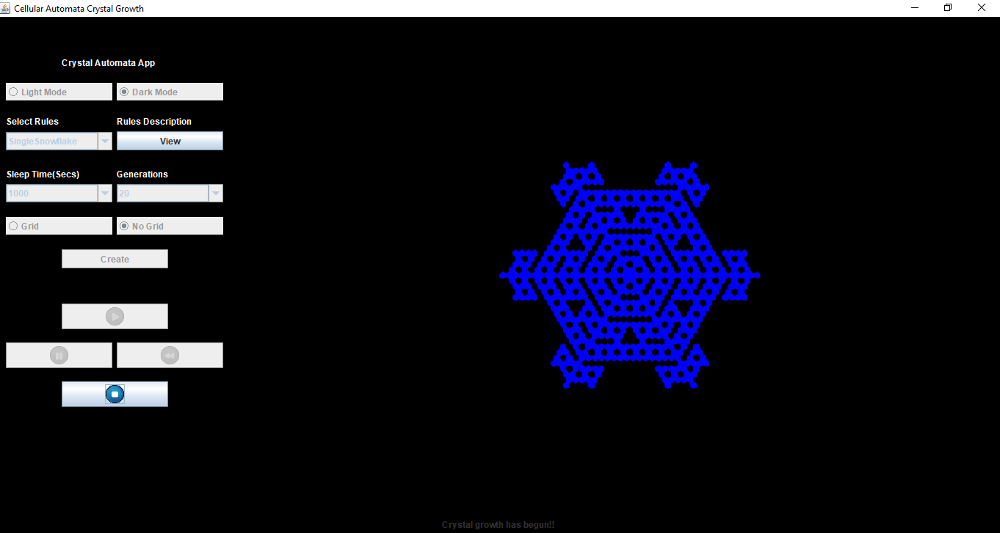 Cellular Automata Crystal Growth
Crystal Automata App
Light Mode
Dark Mode
Select Rules
Rules Description
SingleSnowflake
View
Sleep Time(Secs)
Generations
1000
20
Grid
No Grid
Create
Crystal growth has begun!!